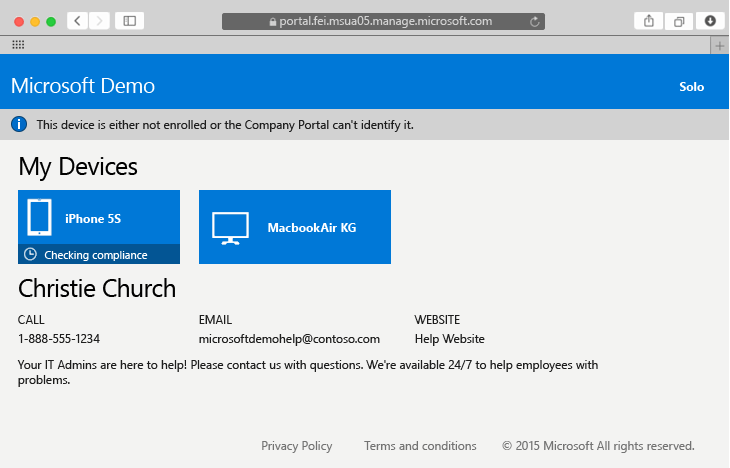 portal.fei.msua05.manage.microsoft.com
Microsoft Demo
Solo
This device is either not enrolled or the Company Portal can't identify it.
My Devices
iPhone 5S
Checking compliance
MacbookAir KG
Christie Church
CALL
EMAIL
WEBSITE
1-888-555-1234
microsoftdemohelp@contoso.com
Help Website
Your IT Admins are here to help! Please contact us with questions. We're available 24/7 to help employees with
problems.
Privacy Policy
Terms and conditions
© 2015 Microsoft All rights reserved.